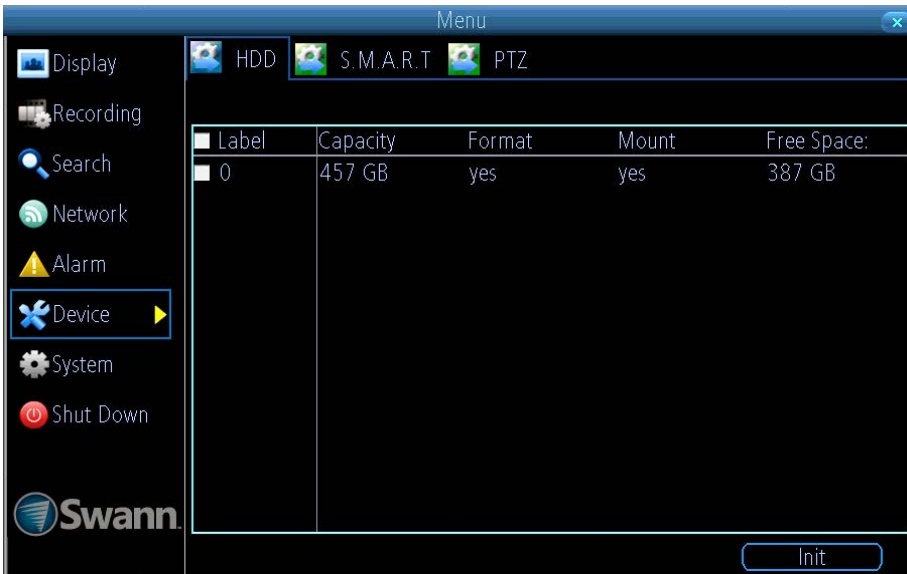 Menu
Display
Recording
Search
Network
Alarm
Device
System
Shut Down
Swann.
HDD S.M.A.R.T PTZ
Label Capacity Format Mount Free Space:
0 457 GB yes yes 387 GB
Init